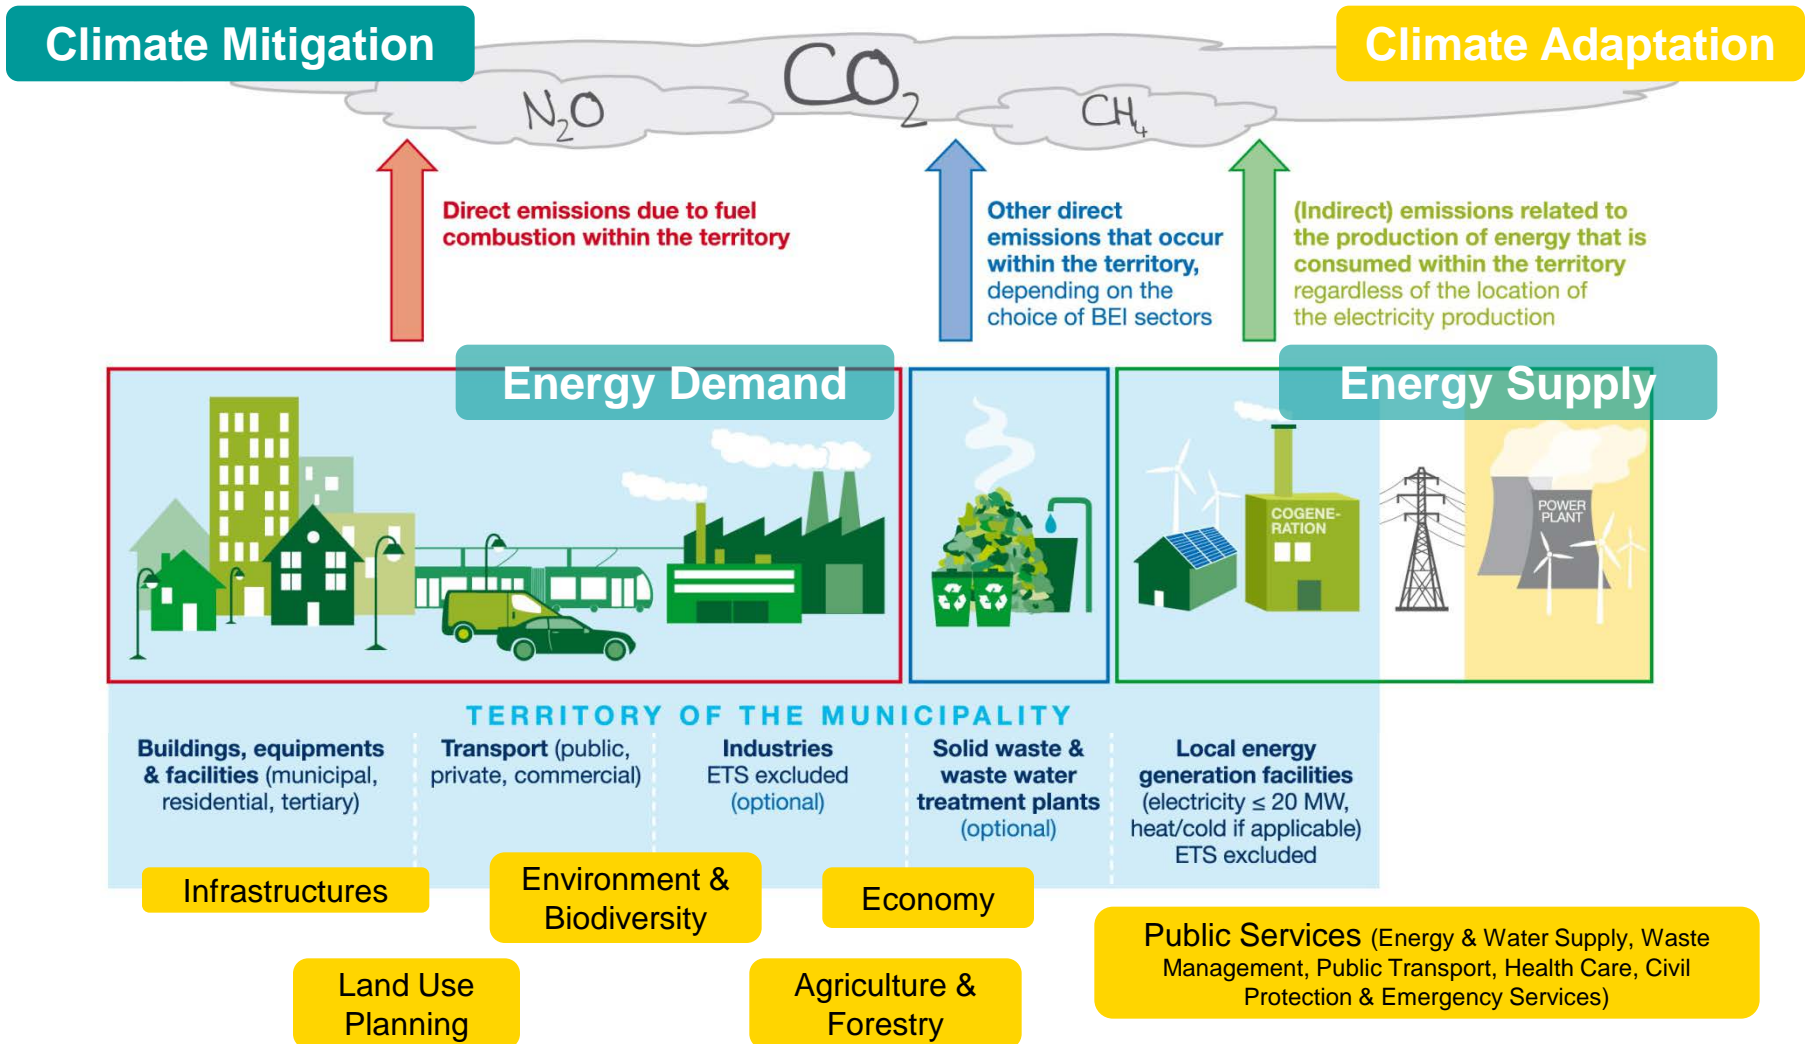 Climate Mitigation
Climate Adaptation
CO2
N2O
CH4
Direct emissions due to fuel
combustion within the territory
Other direct
emissions that occur
within the territory,
depending on the
choice of BEI sectors
(Indirect) emissions related to
the production of energy that is
consumed within the territory
regardless of the location of
the electricity production
Energy Demand
Energy Supply
COGENE-
RATION
POWER
PLANT
TERRITORY OF THE MUNICIPALITY
Buildings, equipments
& facilities (municipal,
residential, tertiary)
Transport (public,
private, commercial)
Industries
ETS excluded
(optional)
Solid waste &
waste water
treatment plants
(optional)
Local energy
generation facilities
(electricity ≤ 20 MW,
heat/cold if applicable)
ETS excluded
Infrastructures
Environment &
Biodiversity
Economy
Public Services (Energy & Water Supply, Waste
Management, Public Transport, Health Care, Civil
Protection & Emergency Services)
Land Use
Planning
Agriculture &
Forestry